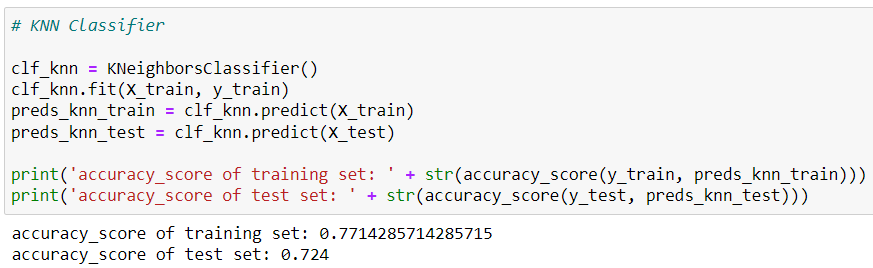 # KNN Classifier
clf_knn = KNeighborsClassifier()
clf_knn.fit(X_train, y_train)
preds_knn_train = clf_knn.predict(X_train)
preds_knn_test = clf_knn.predict(X_test)
print('accuracy_score of training set: ' + str(accuracy_score(y_train, preds_knn_train)))
print('accuracy_score of test set: ' + str(accuracy_score(y_test, preds_knn_test)))
accuracy_score of training set: 0.7714285714285715
accuracy_score of test set: 0.724